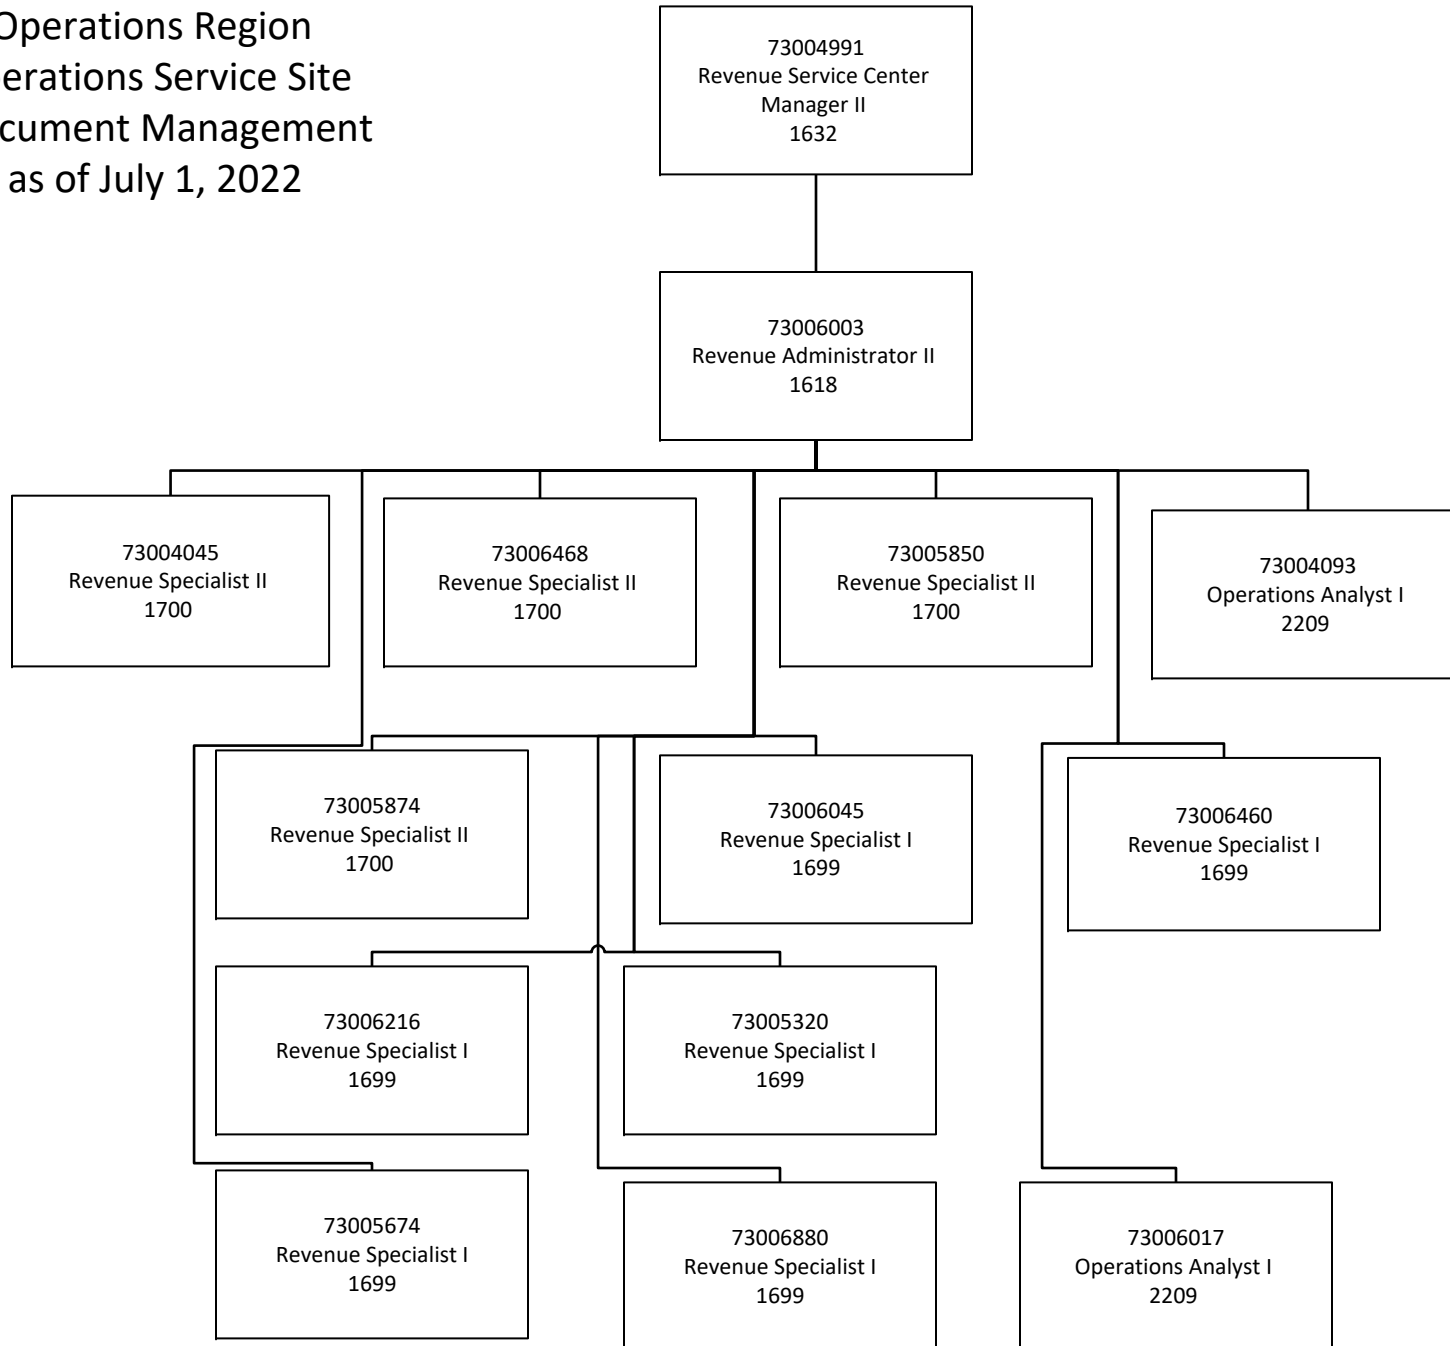 Operations Region
erations Service Site
cument Management
as of July 1, 2022
73004991
Revenue Service Center
Manager II
1632
73006003
Revenue Administrator II
1618
73004045
Revenue Specialist II
1700
73006468
Revenue Specialist II
1700
73005850
Revenue Specialist II
1700
73004093
Operations Analyst I
2209
73005874
Revenue Specialist II
1700
73006045
Revenue Specialist I
1699
73006460
Revenue Specialist I
1699
73006216
Revenue Specialist I
1699
73005320
Revenue Specialist I
1699
73005674
Revenue Specialist I
1699
73006880
Revenue Specialist I
1699
73006017
Operations Analyst I
2209